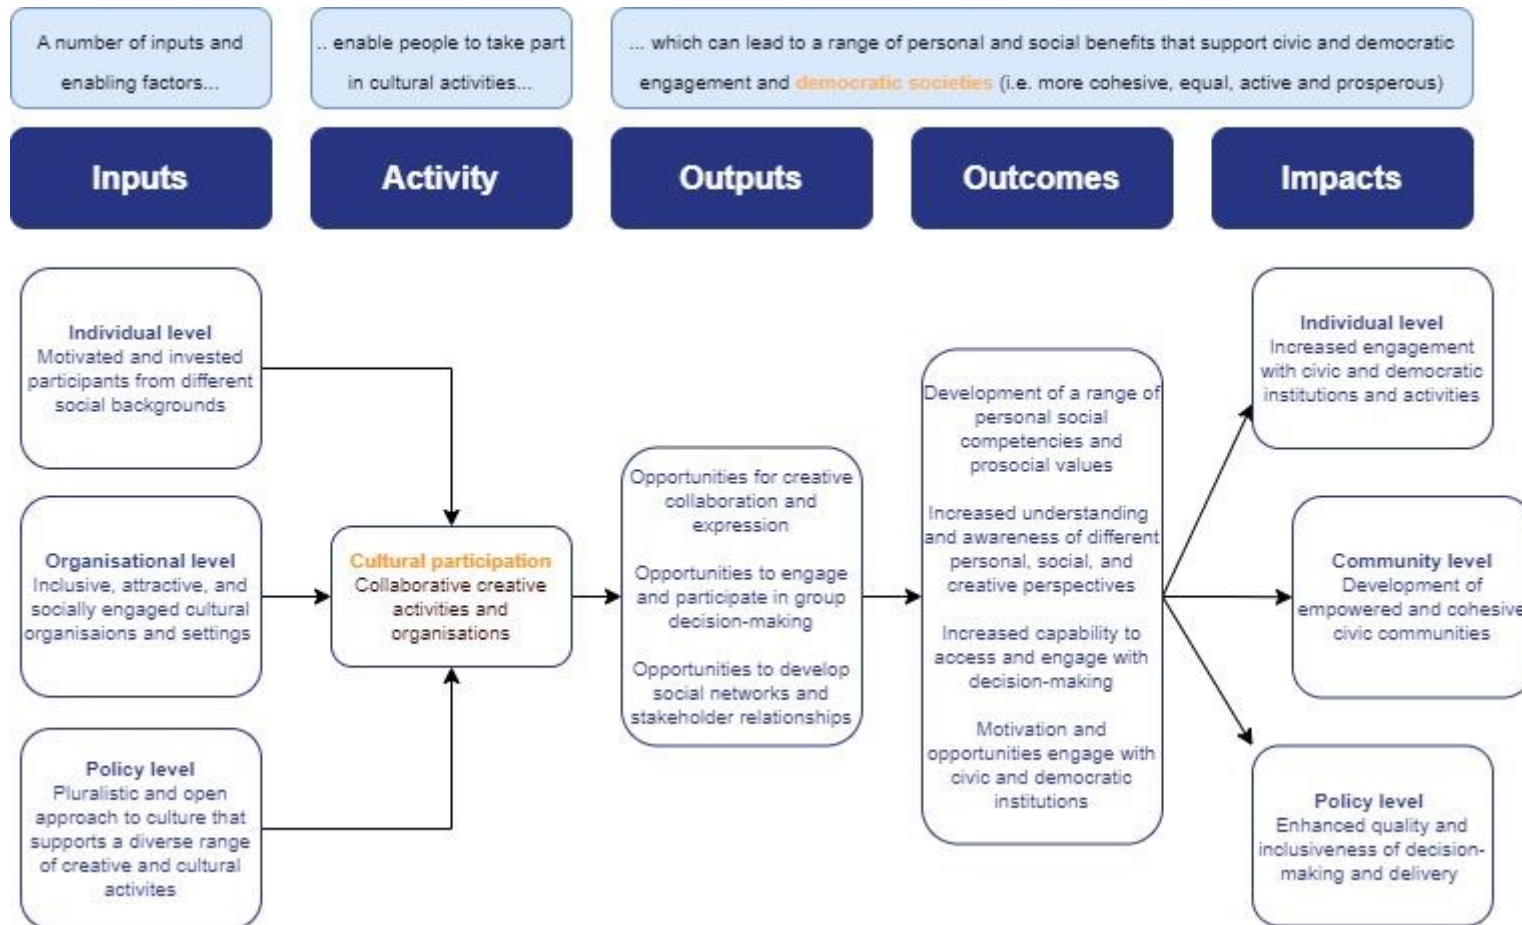 A number of inputs and
enabling factors...
.. enable people to take part
in cultural activities...
... which can lead to a range of personal and social benefits that support civic and democratic
engagement and democratic societies (i.e. more cohesive, equal, active and prosperous)
Inputs
Activity
Outputs
Outcomes
Impacts
Individual level
Motivated and invested
participants from different
social backgrounds
Organisational level
Inclusive, attractive, and
socially engaged cultural
organisaions and settings
Policy level
Pluralistic and open
approach to culture that
supports a diverse range
of creative and cultural
activites
Cultural participation
Collaborative creative
activities and
organisations
Opportunities for creative
collaboration and
expression
Opportunities to engage
and participate in group
decision-making
Opportunities to develop
social networks and
stakeholder relationships
Development of a range of
personal social
competencies and
prosocial values
Increased understanding
and awareness of different
personal, social, and
creative perspectives
Increased capability to
access and engage with
decision-making
Motivation and
opportunities engage with
civic and democratic
institutions
Individual level
Increased engagement
with civic and democratic
institutions and activities
Community level
Development of
empowered and cohesive
civic communities
Policy level
Enhanced quality and
inclusiveness of decision-
making and delivery